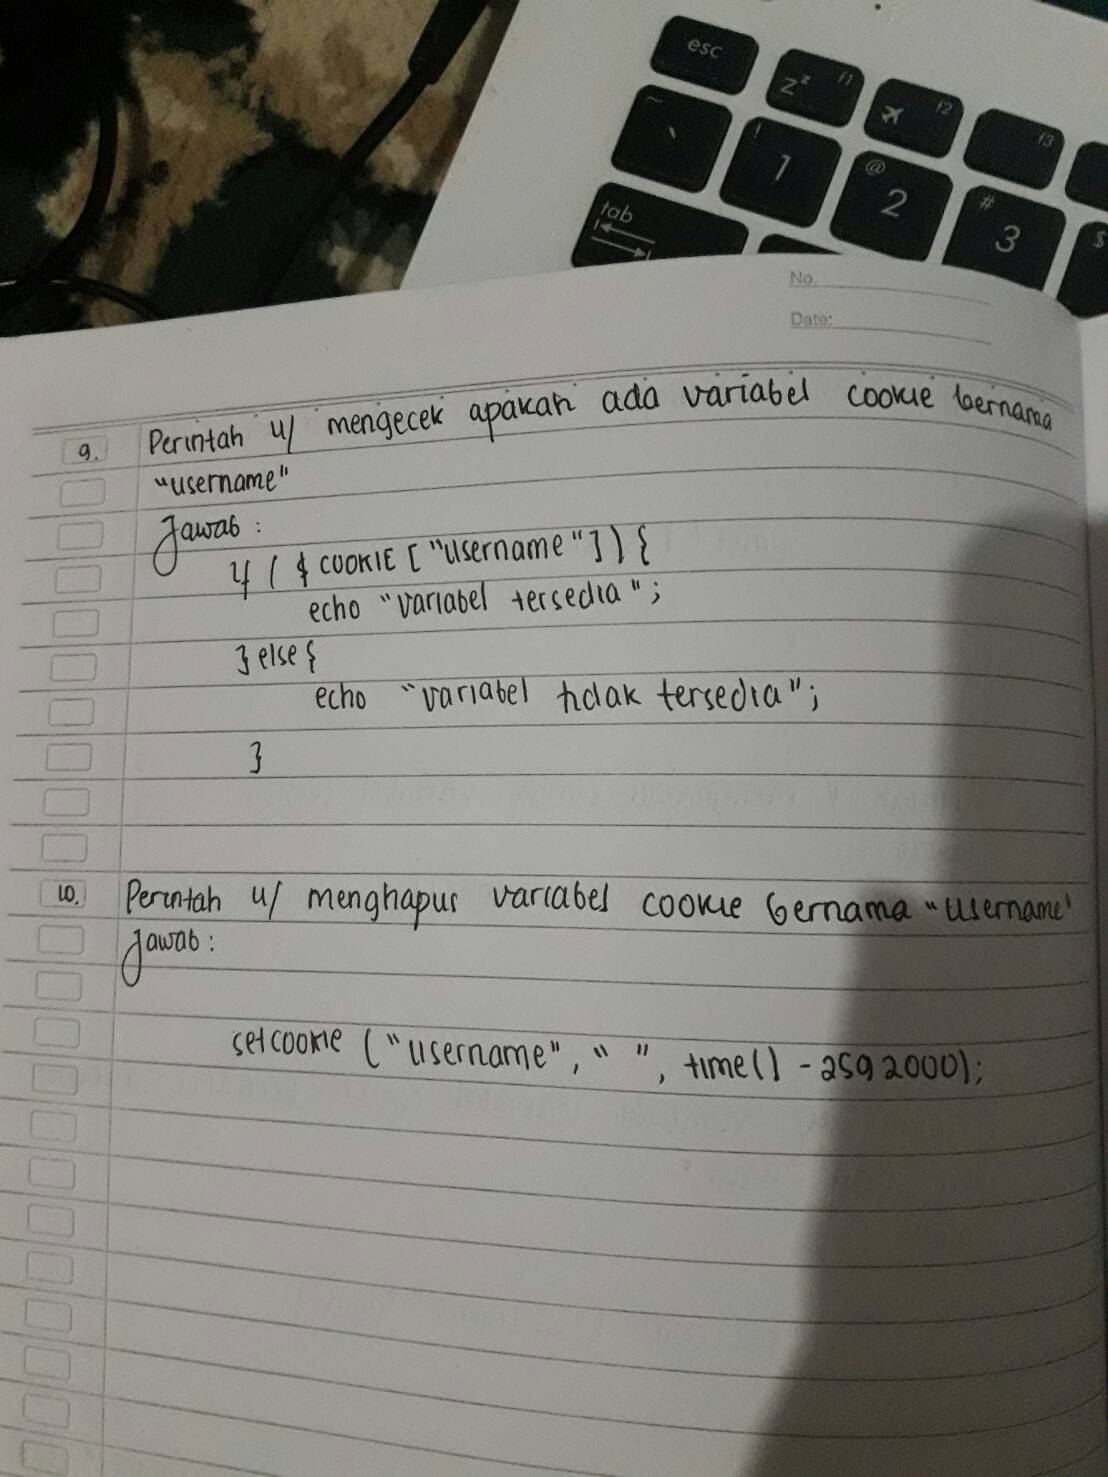 esc
Zz f1
f2
f3
~ `
! 1
@ 2
# 3
$
tab
No.
Date:
9. Perintah u/ mengecek apakah ada variabel cookie bernama
"username"
Jawab :
if ( $ COOKIE [ "username" ] ) {
echo "variabel tersedia" ;
} else {
echo "variabel tidak tersedia" ;
}
10. Perintah u/ menghapus variabel cookie bernama "username"
Jawab :
setcookie ( "username" , " " , time() - 2592000) ;